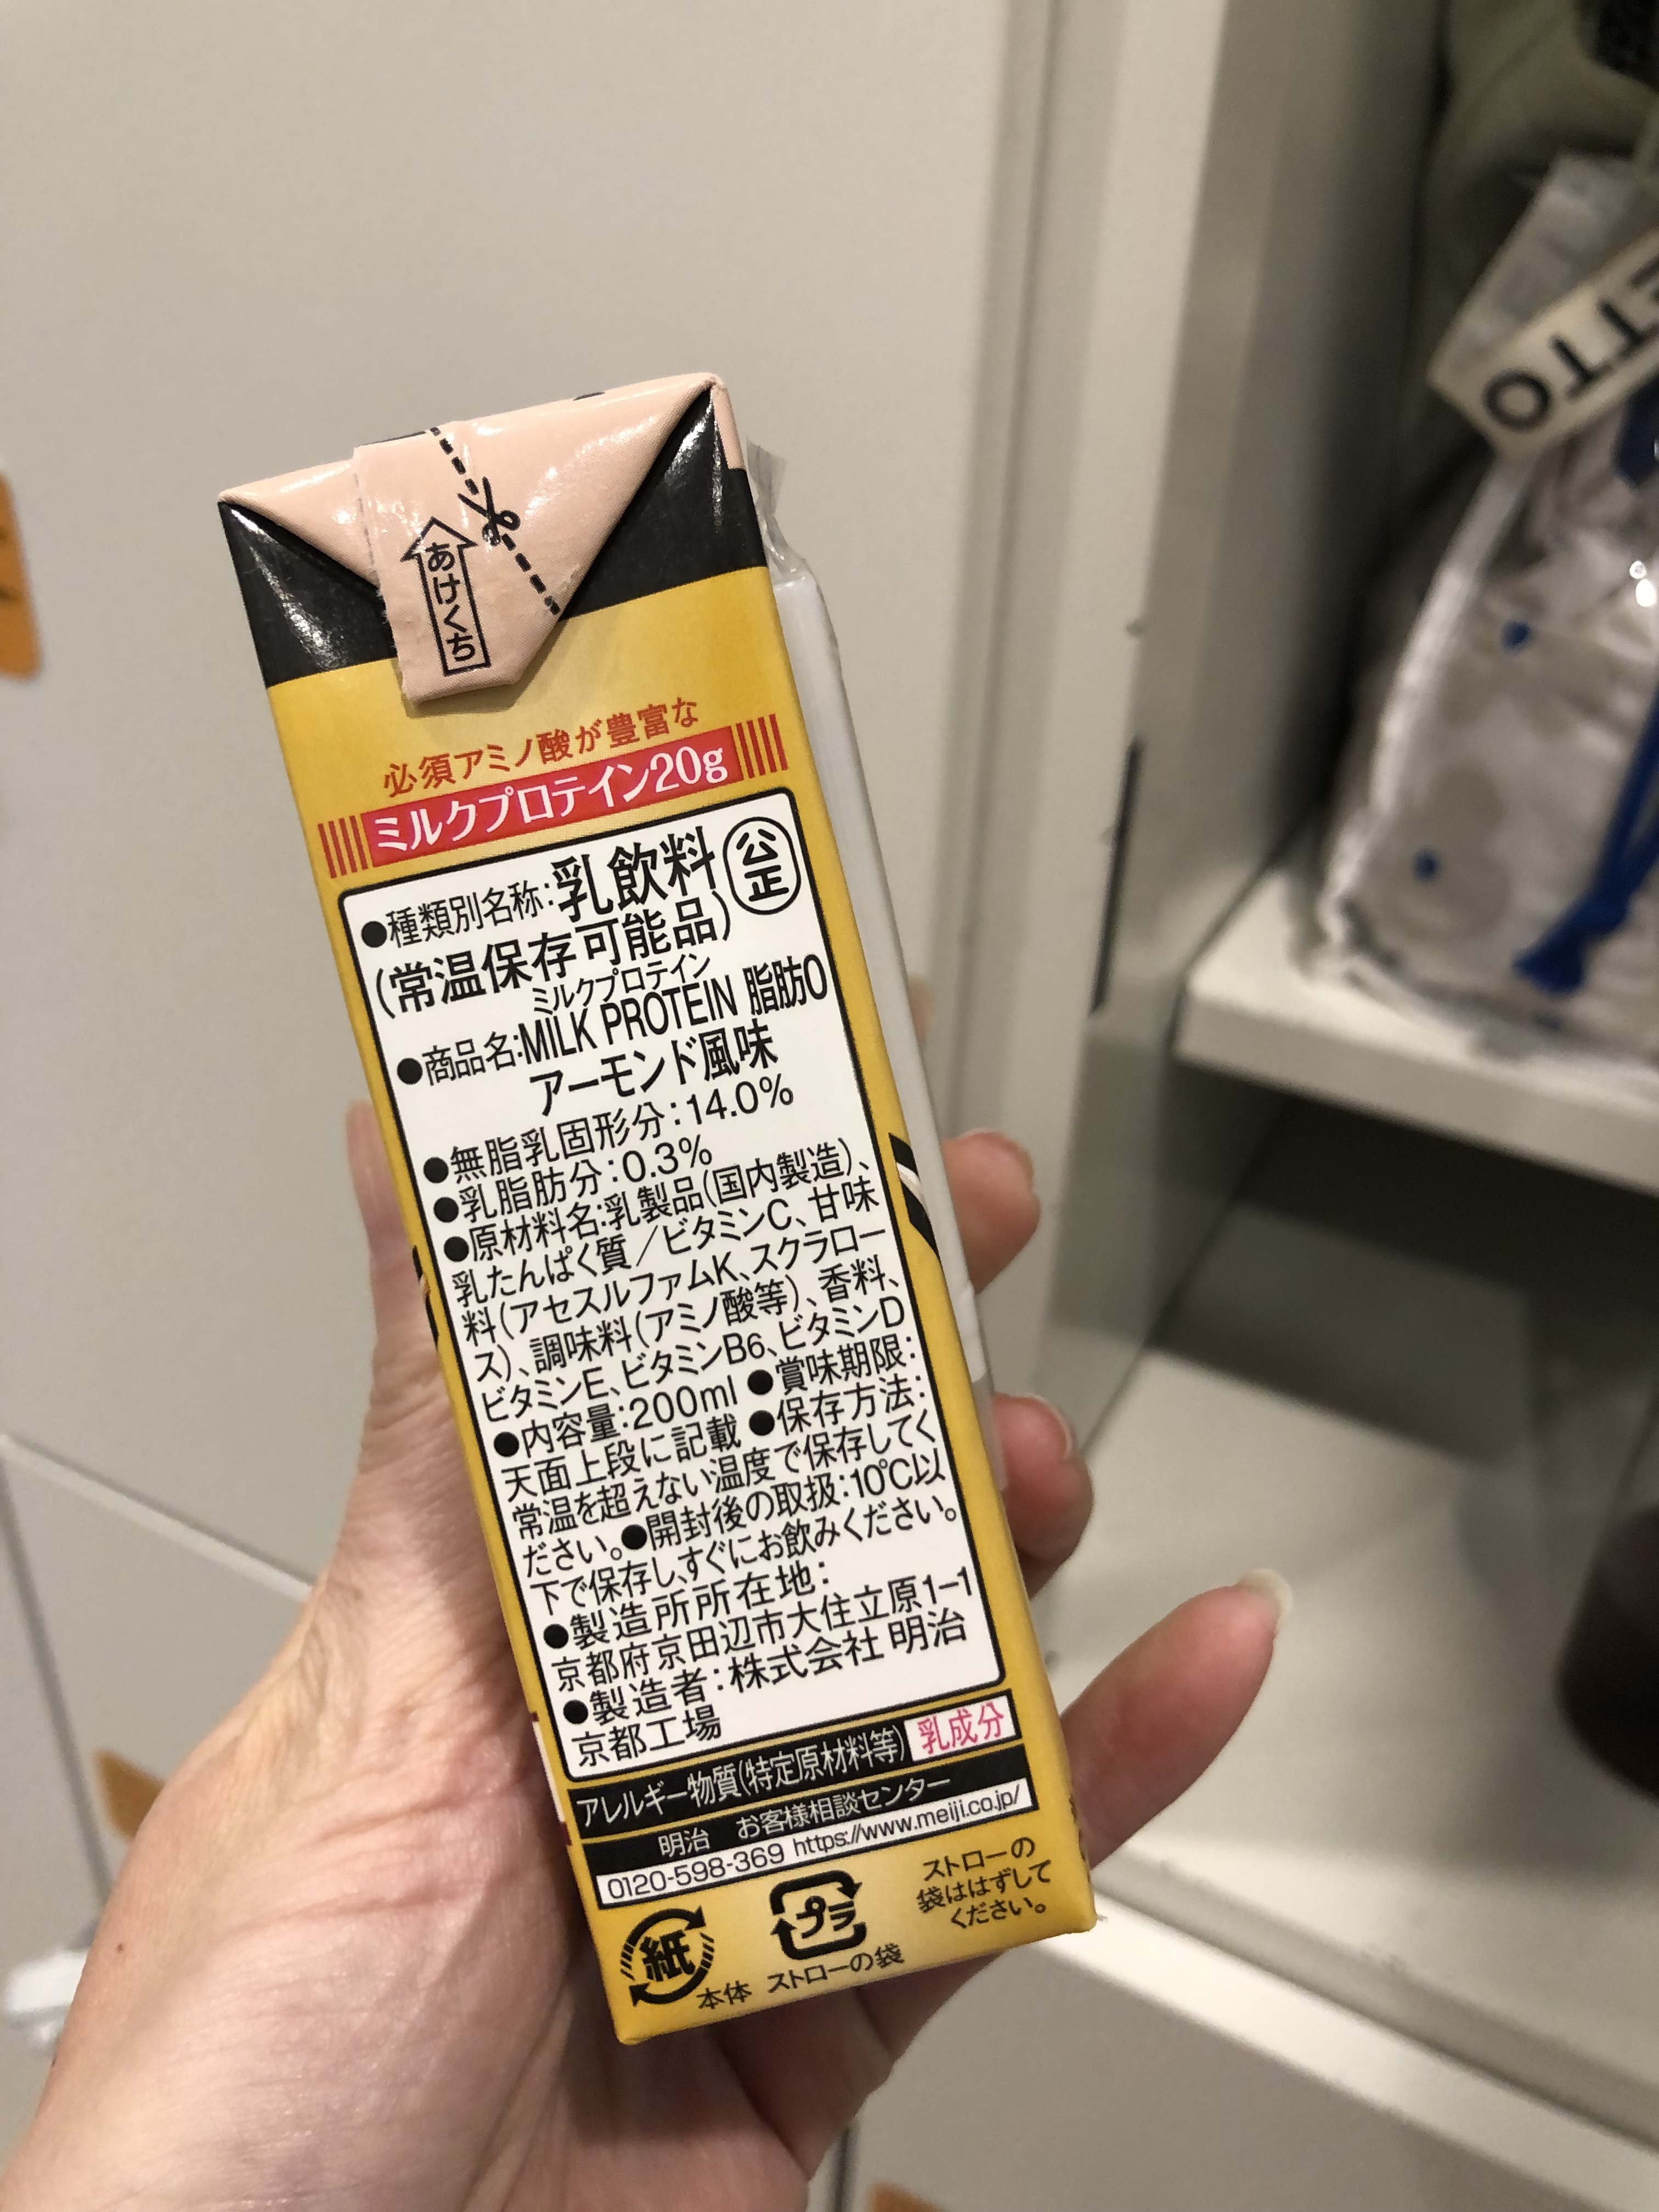 あけくち
必須アミノ酸が豊富な
ミルクプロテイン20g
●種類別名称:乳飲料 公正
(常温保存可能品)
ミルクプロテイン
●商品名:MILK PROTEIN 脂肪0
アーモンド風味
●無脂乳固形分:14.0%
●乳脂肪分:0.3%
●原材料名:乳製品(国内製造)、
乳たんぱく質/ビタミンC、甘味
料(アセスルファムK、スクラロー
ス)、調味料(アミノ酸等)、香料、
ビタミンE、ビタミンB6、ビタミンD
●内容量:200ml ●賞味期限:
天面上段に記載 ●保存方法:
常温を超えない温度で保存してく
ださい。●開封後の取扱:10℃以
下で保存し、すぐにお飲みください。
●製造所所在地:
京都府京田辺市大住立原1-1
●製造者:株式会社 明治
京都工場
アレルギー物質(特定原材料等) 乳成分
明治 お客様相談センター
0120-598-369 https://www.meiji.co.jp/
紙 本体
プラ ストローの袋
ストローの
袋ははずして
ください。
ETTO